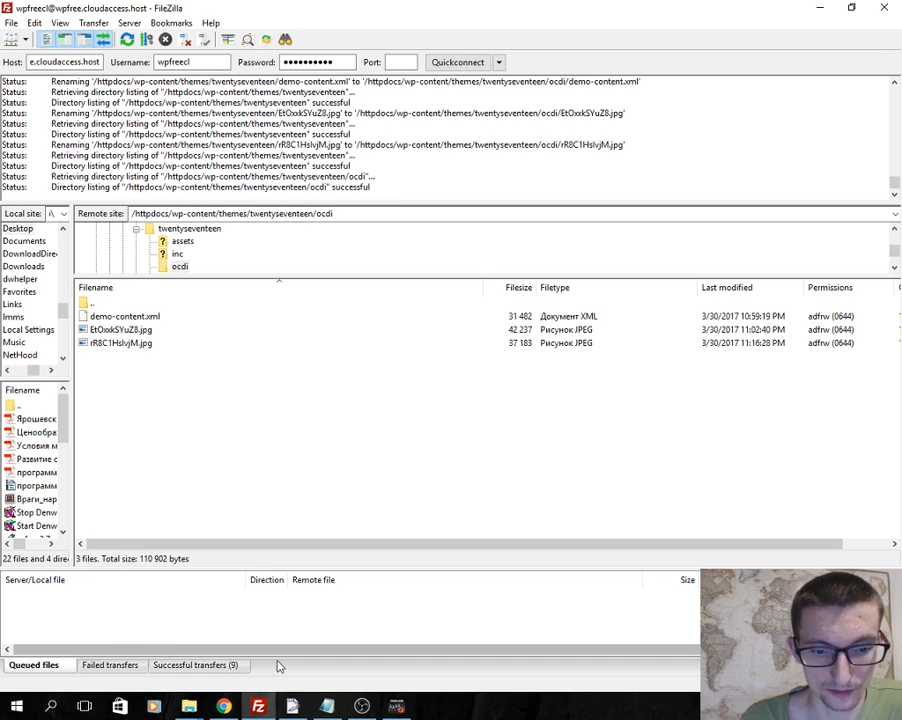 wpfreecl@wpfree.cloudaccess.host - FileZilla
File Edit View Transfer Server Bookmarks Help
Host: e.cloudaccess.host Username: wpfreecl Password: •••••••••• Port: Quickconnect
Status: Renaming '/httpdocs/wp-content/themes/twentyseventeen/demo-content.xml' to '/httpdocs/wp-content/themes/twentyseventeen/ocdi/demo-content.xml'
Status: Retrieving directory listing of "/httpdocs/wp-content/themes/twentyseventeen"...
Status: Directory listing of "/httpdocs/wp-content/themes/twentyseventeen" successful
Status: Renaming '/httpdocs/wp-content/themes/twentyseventeen/EtOxxkSYuZ8.jpg' to '/httpdocs/wp-content/themes/twentyseventeen/ocdi/EtOxxkSYuZ8.jpg'
Status: Retrieving directory listing of "/httpdocs/wp-content/themes/twentyseventeen"...
Status: Directory listing of "/httpdocs/wp-content/themes/twentyseventeen" successful
Status: Renaming '/httpdocs/wp-content/themes/twentyseventeen/rR8C1HsIvjM.jpg' to '/httpdocs/wp-content/themes/twentyseventeen/ocdi/rR8C1HsIvjM.jpg'
Status: Retrieving directory listing of "/httpdocs/wp-content/themes/twentyseventeen"...
Status: Directory listing of "/httpdocs/wp-content/themes/twentyseventeen" successful
Status: Retrieving directory listing of "/httpdocs/wp-content/themes/twentyseventeen/ocdi"...
Status: Directory listing of "/httpdocs/wp-content/themes/twentyseventeen/ocdi" successful
Local site: \
Remote site: /httpdocs/wp-content/themes/twentyseventeen/ocdi
Desktop
Documents
DownloadDire
Downloads
dwhelper
Favorites
Links
lmms
Local Settings
Music
NetHood
twentyseventeen
assets
inc
ocdi
Filename Filesize Filetype Last modified Permissions
..
demo-content.xml 31 482 Документ XML 3/30/2017 10:59:19 PM adfrw (0644)
EtOxxkSYuZ8.jpg 42 237 Рисунок JPEG 3/30/2017 11:02:40 PM adfrw (0644)
rR8C1HsIvjM.jpg 37 183 Рисунок JPEG 3/30/2017 11:16:28 PM adfrw (0644)
Filename
..
Ярошевск
Ценообра
Условия м
Развитие с
программ
программ
Враги_нар
Stop Denw
Start Denw
22 files and 4 dire
3 files. Total size: 110 902 bytes
Server/Local file Direction Remote file Size
Queued files Failed transfers Successful transfers (9)